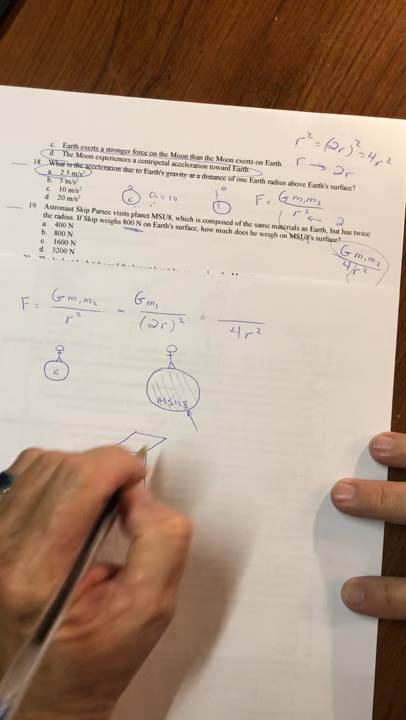 r² = (2r)² = 4r²
r → 2r
c. Earth exerts a stronger force on the Moon than the Moon exerts on Earth.
d. The Moon experiences a centripetal acceleration toward Earth.
18. What is the acceleration due to Earth's gravity at a distance of one Earth radius above Earth's surface?
a. 2.5 m/s²
b. 5 m/s²
c. 10 m/s²
d. 20 m/s²
F = Gm₁m₂
r²
2
19. Astronaut Skip Parsec visits planet MSU8, which is composed of the same materials as Earth, but has twice
the radius. If Skip weighs 800 N on Earth's surface, how much does he weigh on MSU8's surface?
a. 400 N
b. 800 N
c. 1600 N
d. 3200 N
Gm₁m₂
4r²
F = Gm₁m₂ = Gm₁ =
r² (2r)² 4r²
E
MSU8